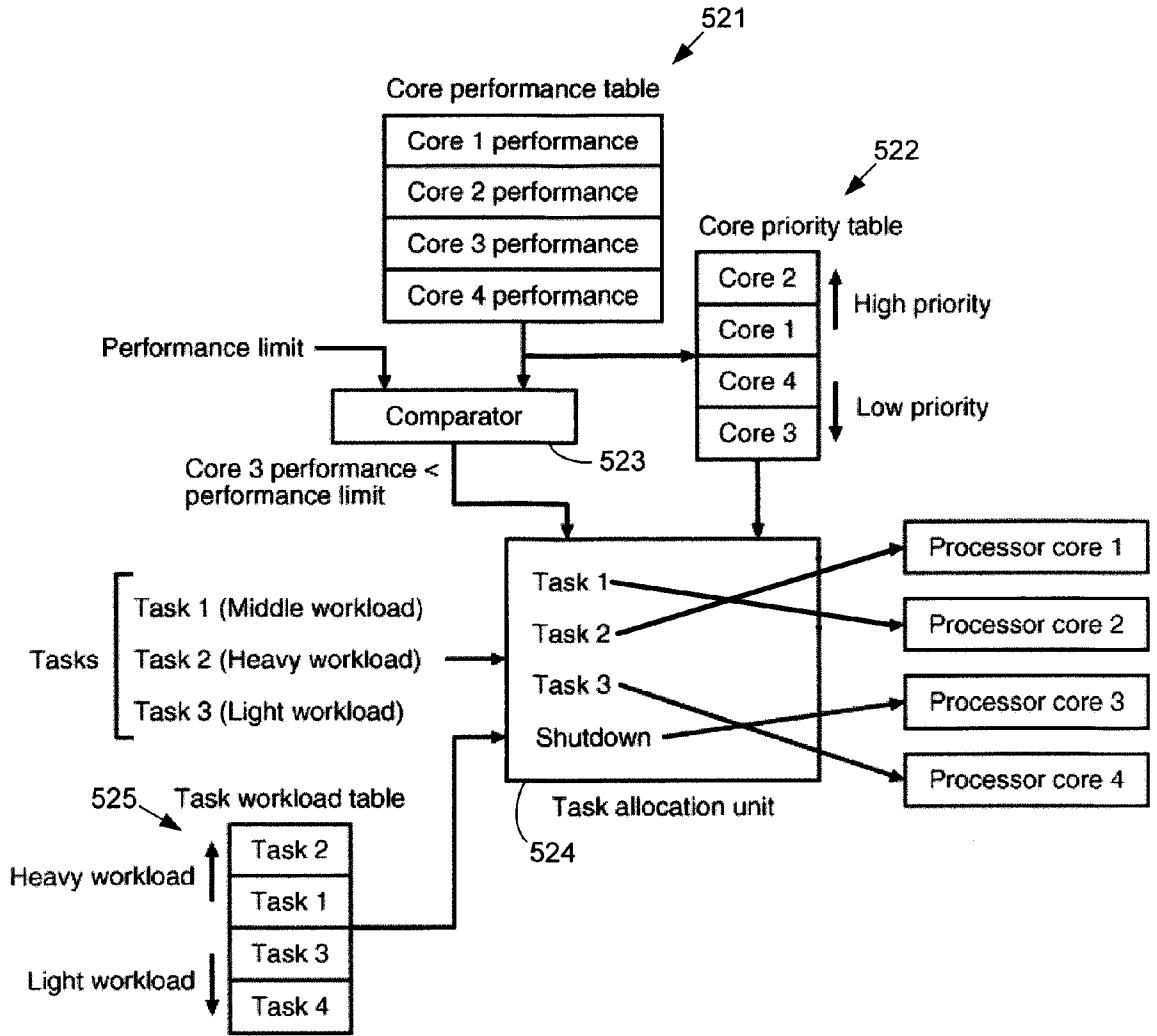 521
Core performance table
Core 1 performance
Core 2 performance
Core 3 performance
Core 4 performance
522
Core priority table
Core 2
Core 1
Core 4
Core 3
High priority
Low priority
Performance limit
Comparator
523
Core 3 performance <
performance limit
Tasks
Task 1 (Middle workload)
Task 2 (Heavy workload)
Task 3 (Light workload)
Task 1
Task 2
Task 3
Shutdown
Task allocation unit
524
Processor core 1
Processor core 2
Processor core 3
Processor core 4
525
Task workload table
Heavy workload
Light workload
Task 2
Task 1
Task 3
Task 4